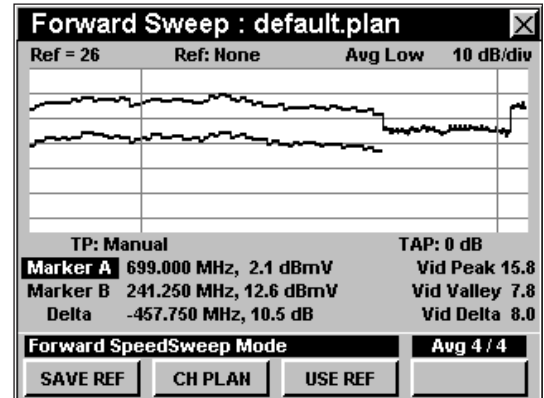 Forward Sweep : default.plan
Ref = 26 Ref: None Avg Low 10 dB/div
TP: Manual TAP: 0 dB
Marker A 699.000 MHz, 2.1 dBmV Vid Peak 15.8
Marker B 241.250 MHz, 12.6 dBmV Vid Valley 7.8
Delta -457.750 MHz, 10.5 dB Vid Delta 8.0
Forward SpeedSweep Mode Avg 4 / 4
SAVE REF CH PLAN USE REF